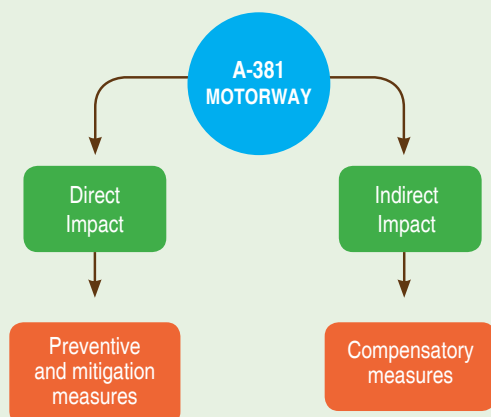 A-381
MOTORWAY
Direct
Impact
Indirect
Impact
Preventive
and mitigation
measures
Compensatory
measures